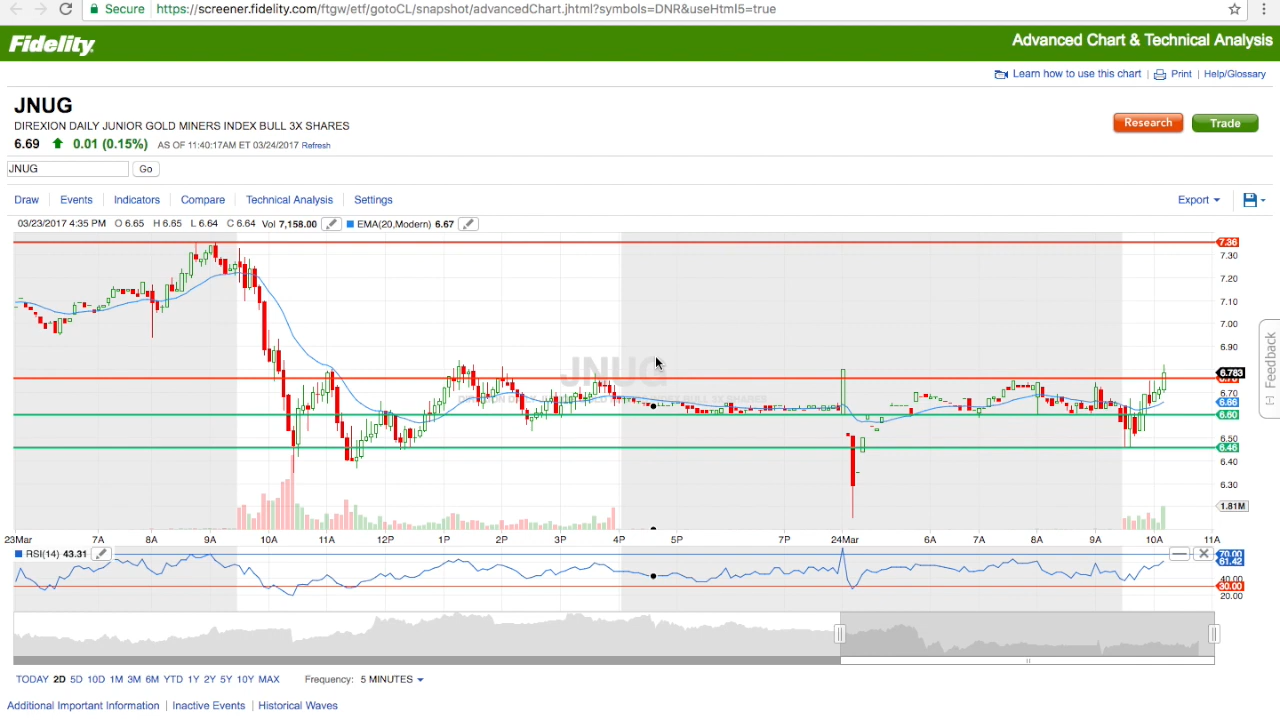 Secure https://screener.fidelity.com/ftgw/etf/gotoCL/snapshot/advancedChart.jhtml?symbols=DNR&useHtml5=true
Fidelity
Advanced Chart & Technical Analysis
Learn how to use this chart | Print | Help/Glossary
JNUG
DIREXION DAILY JUNIOR GOLD MINERS INDEX BULL 3X SHARES
Research Trade
6.69 0.01 (0.15%) AS OF 11:40:17AM ET 03/24/2017 Refresh
JNUG Go
Draw Events Indicators Compare Technical Analysis Settings Export
03/23/2017 4:35 PM O 6.65 H 6.65 L 6.64 C 6.64 Vol 7,158.00 EMA(20,Modern) 6.67
7.36
7.30
7.20
7.10
7.00
6.90
JNUG
6.783
6.70
6.66
6.60
6.50
6.46
6.40
6.30
1.81M
Feedback
23Mar 7A 8A 9A 10A 11A 12P 1P 2P 3P 4P 5P 7P 24Mar 6A 7A 8A 9A 10A 11A
RSI(14) 43.31
70.00
61.42
40.00
30.00
20.00
TODAY 2D 5D 10D 1M 3M 6M YTD 1Y 2Y 5Y 10Y MAX Frequency: 5 MINUTES
Additional Important Information | Inactive Events | Historical Waves